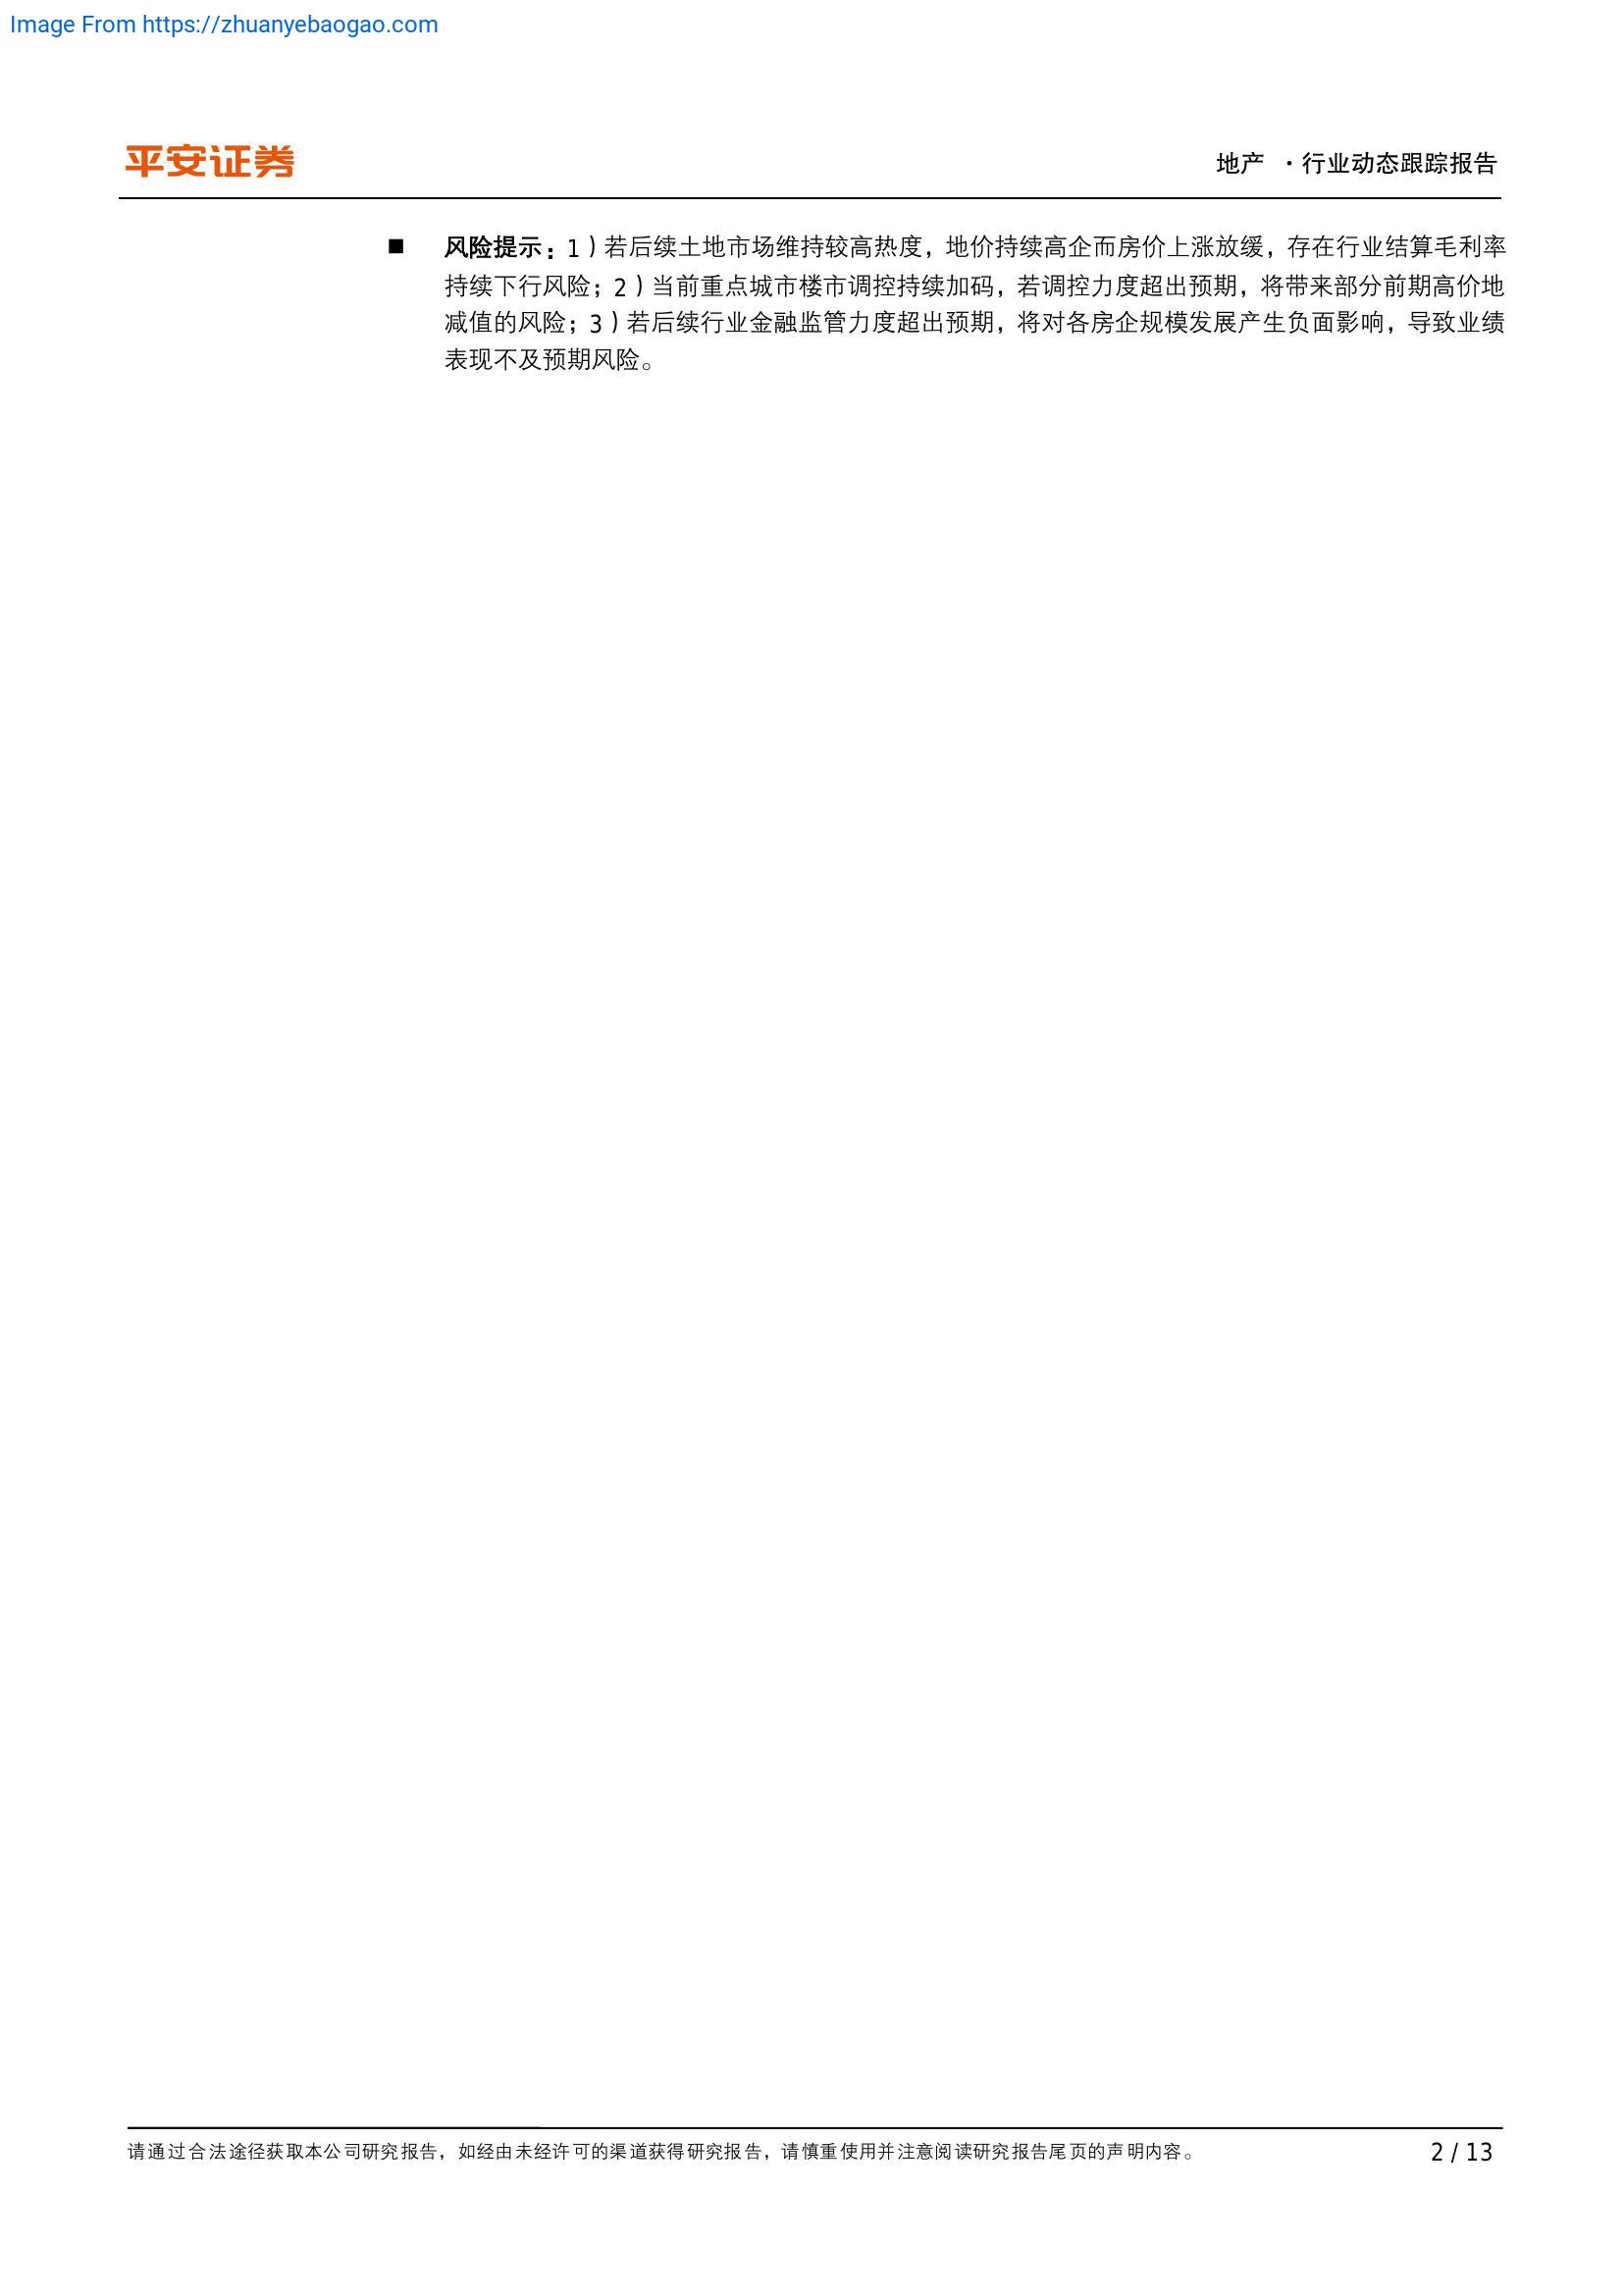 Image From https://zhuanyebaogao.com
平安证券
地产 ·行业动态跟踪报告
■ 风险提示：1）若后续土地市场维持较高热度，地价持续高企而房价上涨放缓，存在行业结算毛利率
持续下行风险；2）当前重点城市楼市调控持续加码，若调控力度超出预期，将带来部分前期高价地
减值的风险；3）若后续行业金融监管力度超出预期，将对各房企规模发展产生负面影响，导致业绩
表现不及预期风险。
请通过合法途径获取本公司研究报告，如经由未经许可的渠道获得研究报告，请慎重使用并注意阅读研究报告尾页的声明内容。
2 / 13